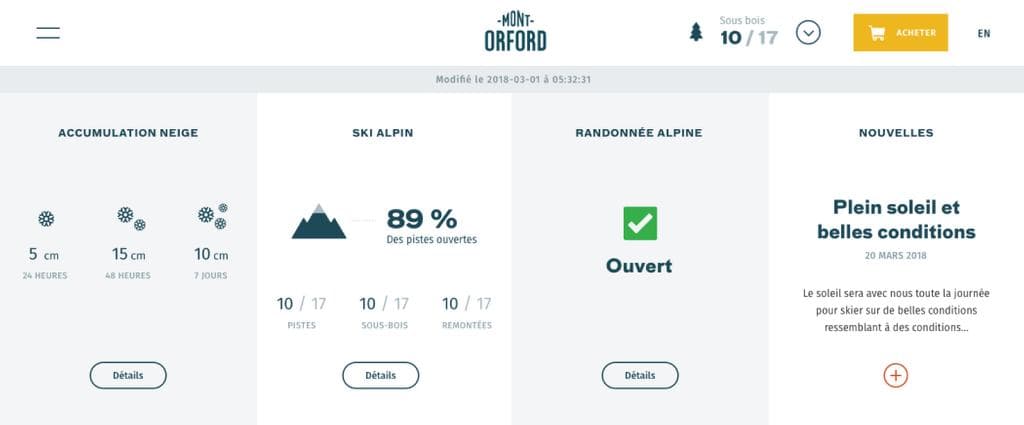 -MONT-
ORFORD
Sous bois
10 / 17
ACHETER
EN
Modifié le 2018-03-01 à 05:32:31
ACCUMULATION NEIGE
5 cm
24 HEURES
15 cm
48 HEURES
10 cm
7 JOURS
Détails
SKI ALPIN
89 %
Des pistes ouvertes
10 / 17
PISTES
10 / 17
SOUS-BOIS
10 / 17
REMONTÉES
Détails
RANDONNÉE ALPINE
Ouvert
Détails
NOUVELLES
Plein soleil et
belles conditions
20 MARS 2018
Le soleil sera avec nous toute la journée
pour skier sur de belles conditions
ressemblant à des conditions...